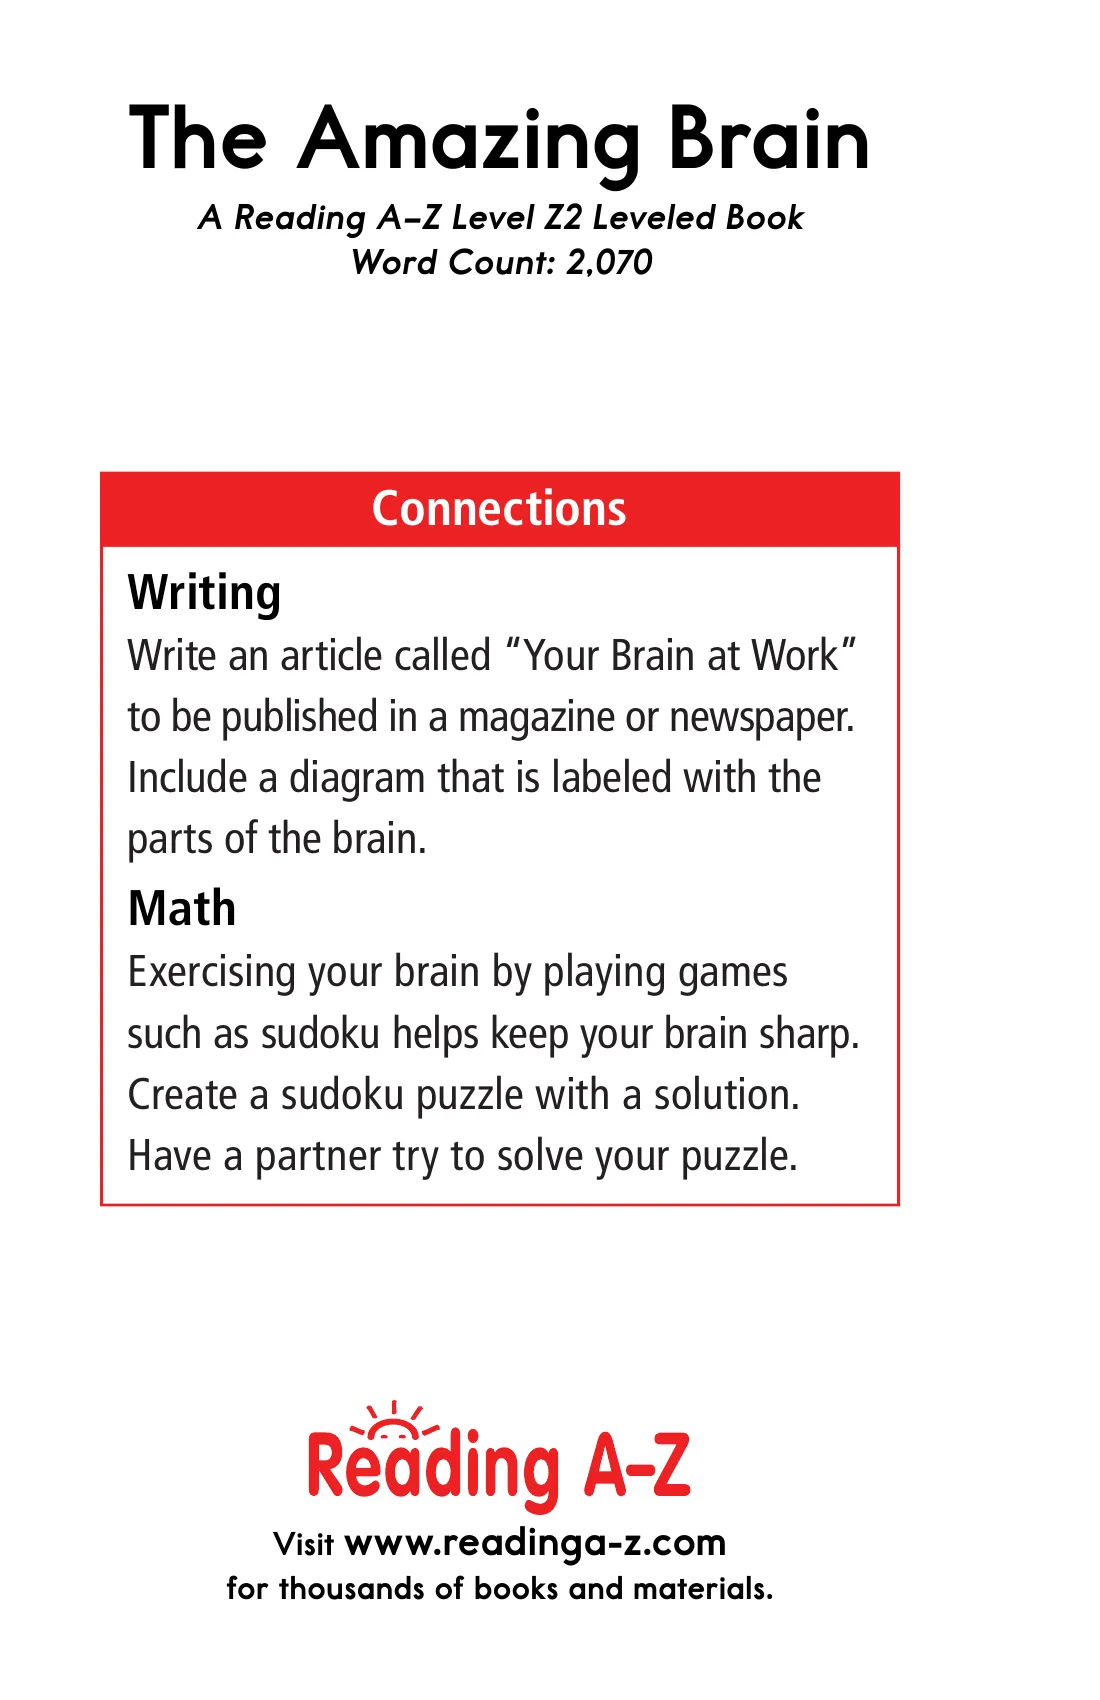 The Amazing Brain
A Reading A–Z Level Z2 Leveled Book
Word Count: 2,070
Connections
Writing
Write an article called “Your Brain at Work”
to be published in a magazine or newspaper.
Include a diagram that is labeled with the
parts of the brain.
Math
Exercising your brain by playing games
such as sudoku helps keep your brain sharp.
Create a sudoku puzzle with a solution.
Have a partner try to solve your puzzle.
Reading A–Z
Visit www.readinga-z.com
for thousands of books and materials.